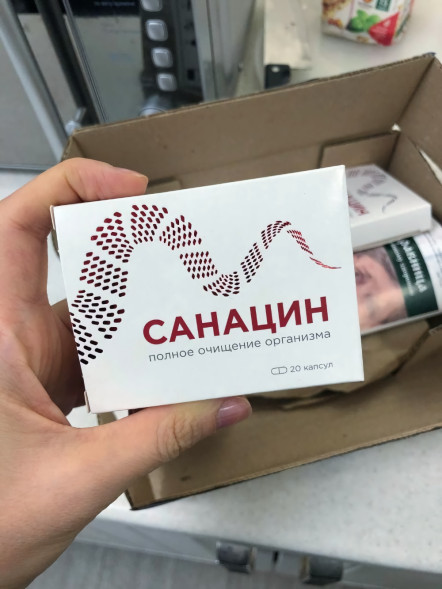 САНАЦИН
полное очищение организма
20 капсул